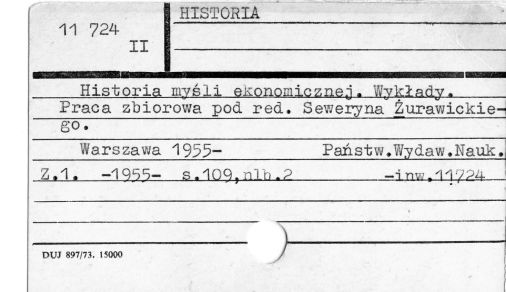 HISTORIA
11 724
II
Historia myśli ekonomicznej. Wykłady.
Praca zbiorowa pod red. Seweryna Żurawickie-
go.
Warszawa 1955- Państw.Wydaw.Nauk.
Z.1. -1955- s.109,nlb.2 -inw.11724
DUJ 897/73. 15000